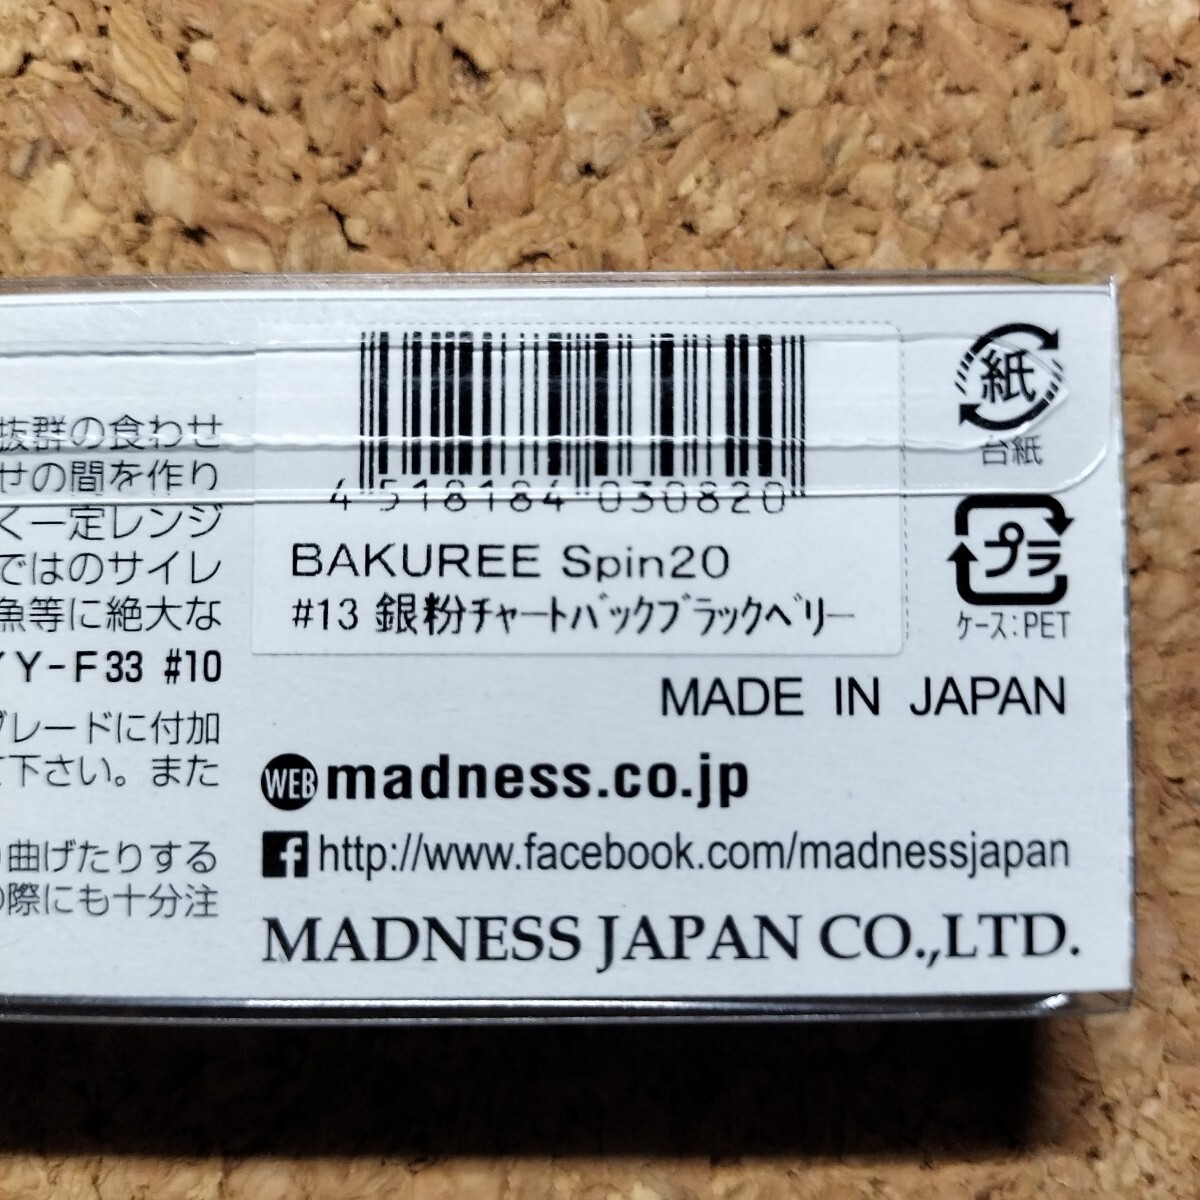 抜群の食わせ
せの間を作り
く一定レンジ
ではのサイレ
魚等に絶大な
Y-F33 #10
グレードに付加
て下さい。また
り曲げたりする
の際にも十分注
4 518184 030820
BAKUREE Spin20
#13 銀粉チャートバックブラックベリー
紙
台紙
プラ
ケース:PET
MADE IN JAPAN
WEB madness.co.jp
f http://www.facebook.com/madnessjapan
MADNESS JAPAN CO.,LTD.